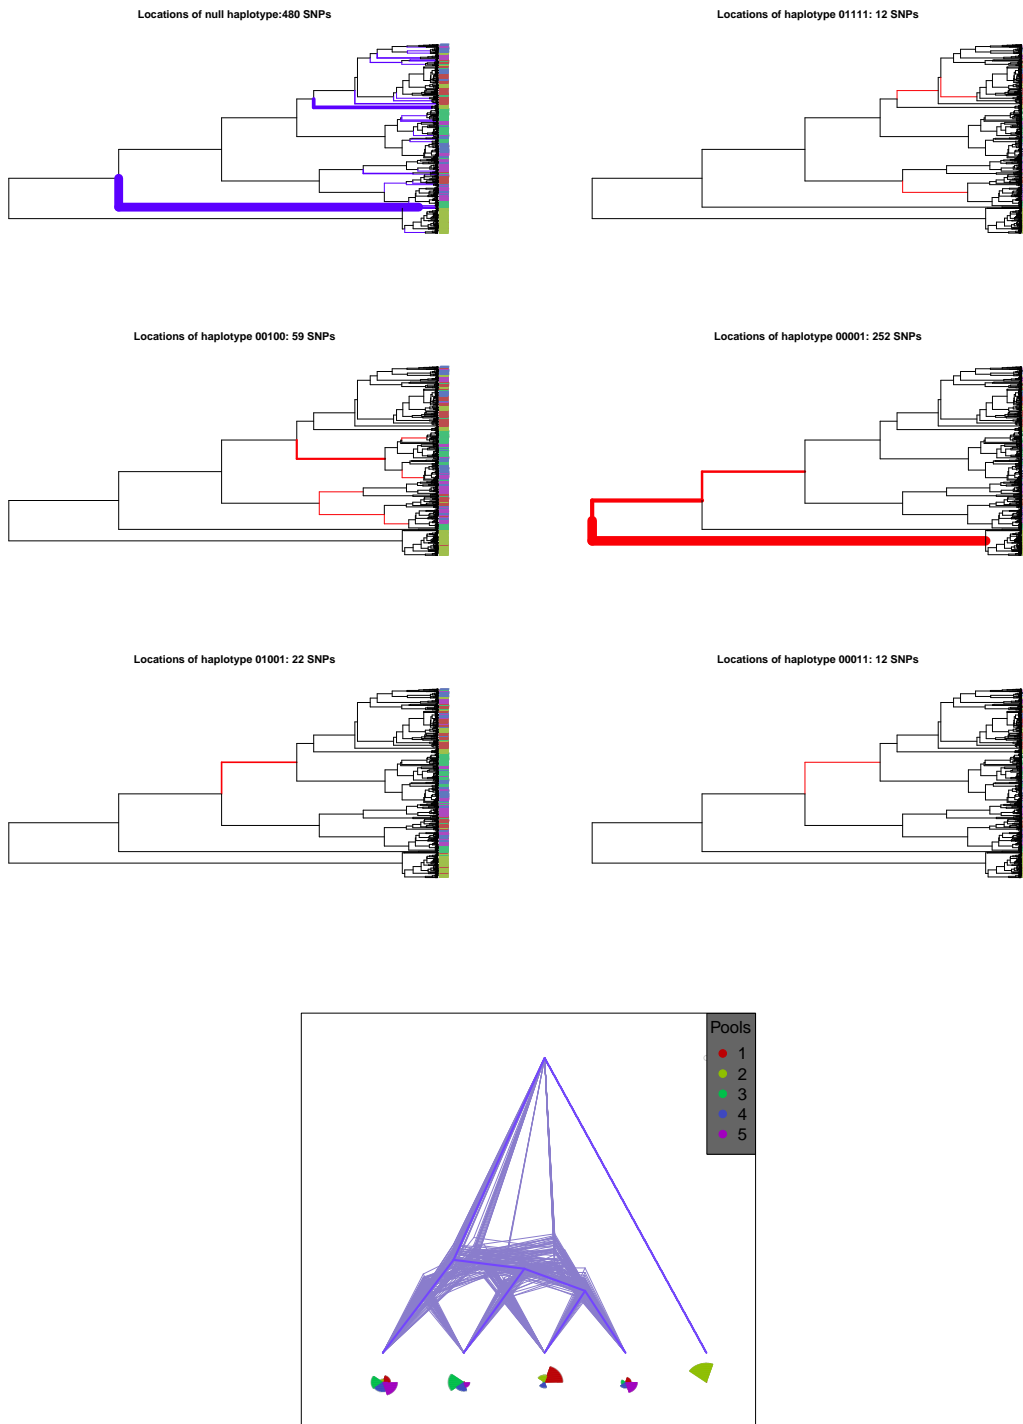 Locations of null haplotype:480 SNPs
Locations of haplotype 01111: 12 SNPs
Locations of haplotype 00100: 59 SNPs
Locations of haplotype 00001: 252 SNPs
Locations of haplotype 01001: 22 SNPs
Locations of haplotype 00011: 12 SNPs
Pools
1
2
3
4
5